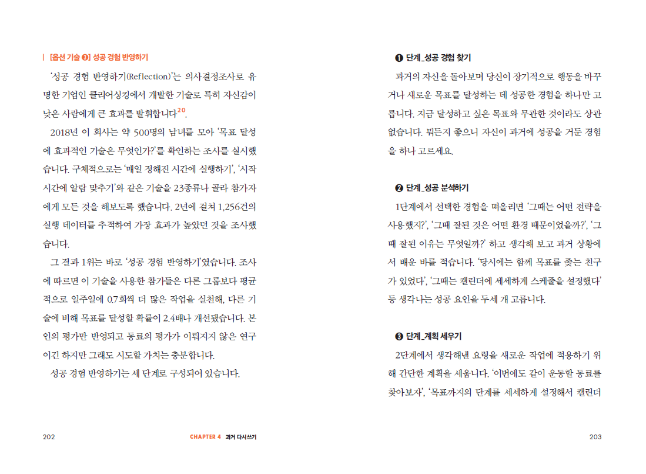 [옵션 기술 ❸] 성공 경험 반영하기
‘성공 경험 반영하기(Reflection)’는 의사결정조사로 유
명한 기업인 클리어싱킹에서 개발한 기술로 특히 자신감이
낮은 사람에게 큰 효과를 발휘합니다20.
2018년 이 회사는 약 500명의 남녀를 모아 ‘목표 달성
에 효과적인 기술은 무엇인가?’를 확인하는 조사를 실시했
습니다. 구체적으로는 ‘매일 정해진 시간에 실행하기’, ‘시작
시간에 알람 맞추기’와 같은 기술을 23종류나 골라 참가자
에게 모든 것을 해보도록 했습니다. 2년에 걸쳐 1,256건의
실행 데이터를 추적하여 가장 효과가 높았던 것을 조사했
습니다.
그 결과 1위는 바로 ‘성공 경험 반영하기’였습니다. 조사
에 따르면 이 기술을 사용한 참가들은 다른 그룹보다 평균
적으로 일주일에 0.7회씩 더 많은 작업을 실천해, 다른 기
술에 비해 목표를 달성할 확률이 2.4배나 개선됐습니다. 본
인의 평가만 반영되고 동료의 평가가 이뤄지지 않은 연구
이긴 하지만 그래도 시도할 가치는 충분합니다.
성공 경험 반영하기는 세 단계로 구성되어 있습니다.
202
CHAPTER 4 과거 다시쓰기
❶ 단계_성공 경험 찾기
과거의 자신을 돌아보며 당신이 장기적으로 행동을 바꾸
거나 새로운 목표를 달성하는 데 성공한 경험을 하나만 고
릅니다. 지금 달성하고 싶은 목표와 무관한 것이라도 상관
없습니다. 뭐든지 좋으니 자신이 과거에 성공을 거둔 경험
을 하나 고르세요.
❷ 단계_성공 분석하기
1단계에서 선택한 경험을 떠올리면 ‘그때는 어떤 전략을
사용했지?’, ‘그때 잘된 것은 어떤 환경 때문이었을까?’, ‘그
때 잘된 이유는 무엇일까?’ 하고 생각해 보고 과거 상황에
서 배운 바를 적습니다. ‘당시에는 함께 목표를 좇는 친구
가 있었다’, ‘그때는 캘린더에 세세하게 스케줄을 설정했다’
등 생각나는 성공 요인을 두세 개 고릅니다.
❸ 단계_계획 세우기
2단계에서 생각해낸 요령을 새로운 작업에 적용하기 위
해 간단한 계획을 세웁니다. ‘이번에도 같이 운동할 동료를
찾아보자’, ‘목표까지의 단계를 세세하게 설정해서 캘린더
203